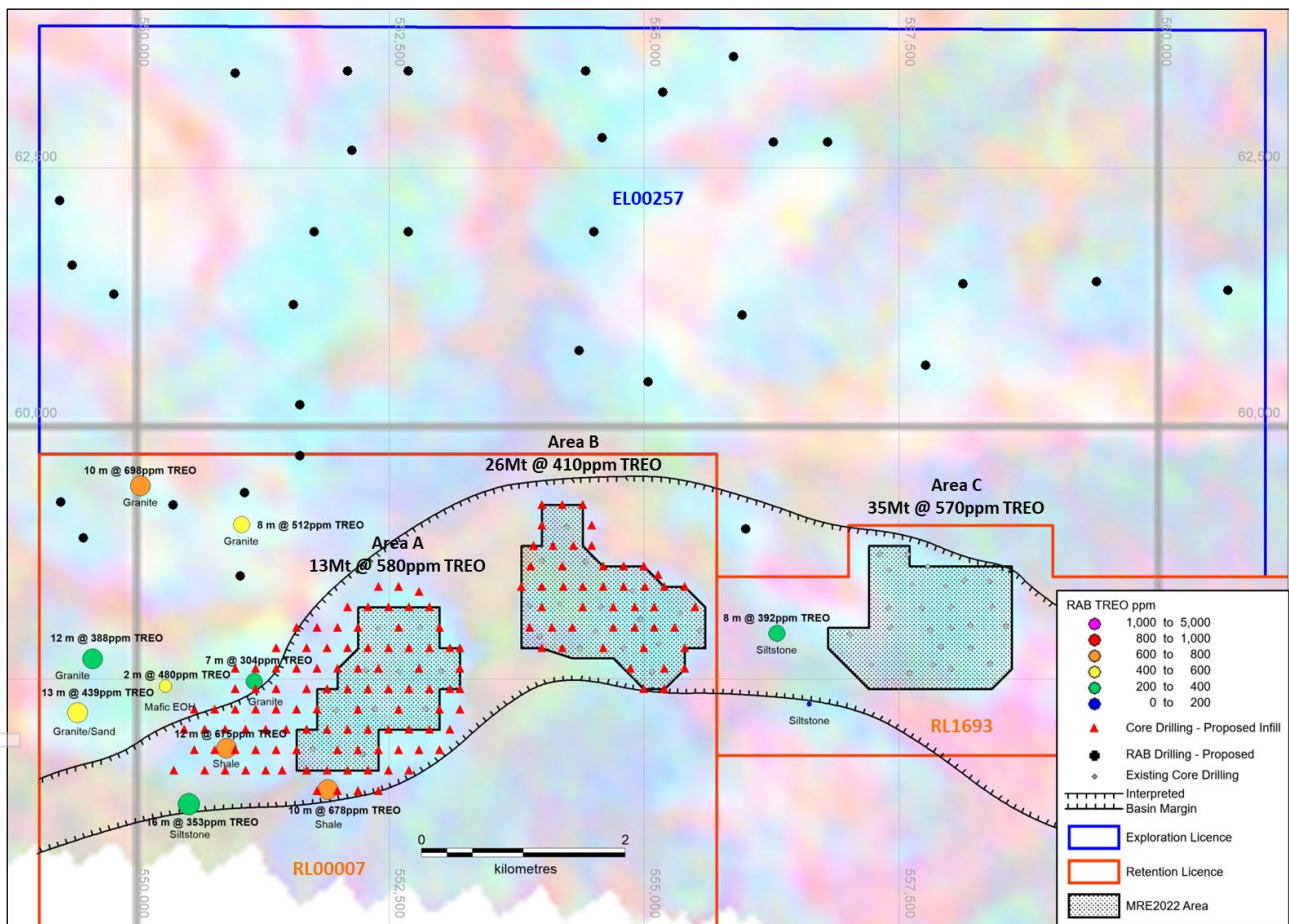 550,000
552,500
555,000
557,500
560,000
62,500
62,500
EL00257
60,000
60,000
Area B
26Mt @ 410ppm TREO
10 m @ 698ppm TREO
Granite
Area C
35Mt @ 570ppm TREO
8 m @ 512ppm TREO
Granite
Area A
13Mt @ 580ppm TREO
8 m @ 392ppm TREO
Siltstone
12 m @ 388ppm TREO
Granite
7 m @ 304ppm TREO
Granite
2 m @ 480ppm TREO
Mafic EOH
13 m @ 439ppm TREO
Granite/Sand
Siltstone
RL1693
12 m @ 675ppm TREO
Shale
16 m @ 353ppm TREO
Siltstone
10 m @ 678ppm TREO
Shale
RL00007
0 2
kilometres
550,000
552,500
555,000
557,500
RAB TREO ppm
1,000 to 5,000
800 to 1,000
600 to 800
400 to 600
200 to 400
0 to 200
Core Drilling - Proposed Infill
RAB Drilling - Proposed
Existing Core Drilling
Interpreted
Basin Margin
Exploration Licence
Retention Licence
MRE2022 Area